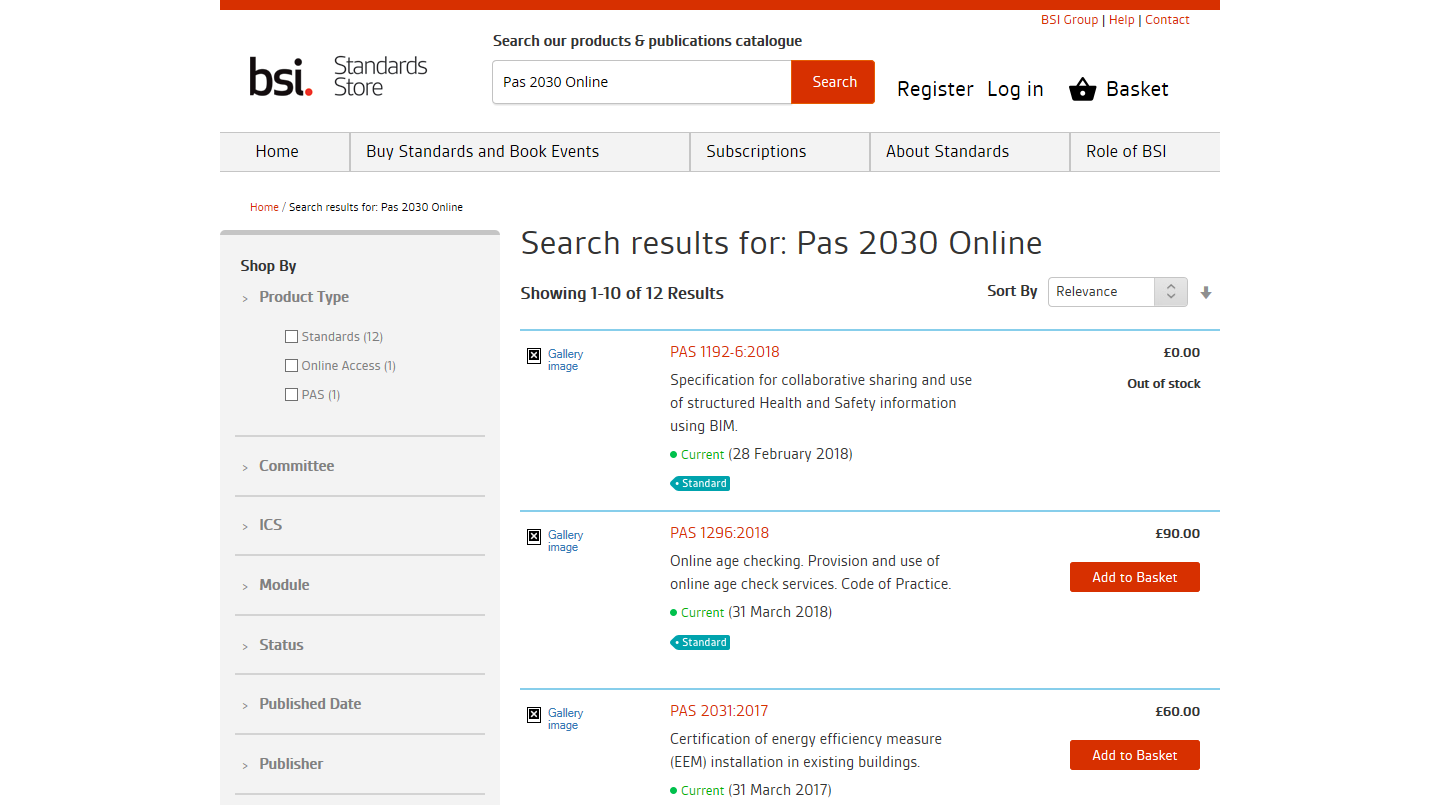 BSI Group | Help | Contact
Search our products & publications catalogue
bsi. Standards Store
Pas 2030 Online
Search
Register
Log in
Basket
Home
Buy Standards and Book Events
Subscriptions
About Standards
Role of BSI
Home / Search results for: Pas 2030 Online
Shop By
> Product Type
Standards (12)
Online Access (1)
PAS (1)
> Committee
> ICS
> Module
> Status
> Published Date
> Publisher
Search results for: Pas 2030 Online
Showing 1-10 of 12 Results
Sort By
Relevance
Gallery
image
PAS 1192-6:2018
£0.00
Specification for collaborative sharing and use
of structured Health and Safety information
using BIM.
Out of stock
Current (28 February 2018)
Standard
Gallery
image
PAS 1296:2018
£90.00
Online age checking. Provision and use of
online age check services. Code of Practice.
Add to Basket
Current (31 March 2018)
Standard
Gallery
image
PAS 2031:2017
£60.00
Certification of energy efficiency measure
(EEM) installation in existing buildings.
Add to Basket
Current (31 March 2017)